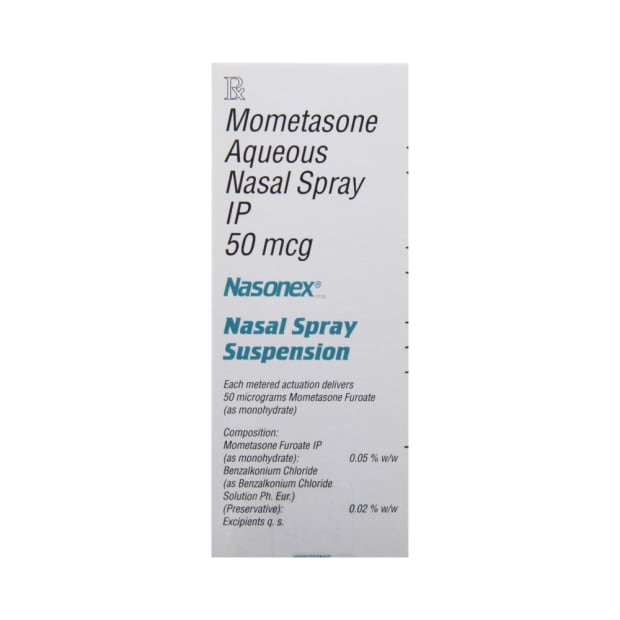 Rx
Mometasone
Aqueous
Nasal Spray
IP
50 mcg
Nasonex®
Nasal Spray
Suspension
Each metered actuation delivers
50 micrograms Mometasone Furoate
(as monohydrate)
Composition:
Mometasone Furoate IP
(as monohydrate): 0.05 % w/w
Benzalkonium Chloride
(as Benzalkonium Chloride
Solution Ph. Eur.)
(Preservative): 0.02 % w/w
Excipients q. s.